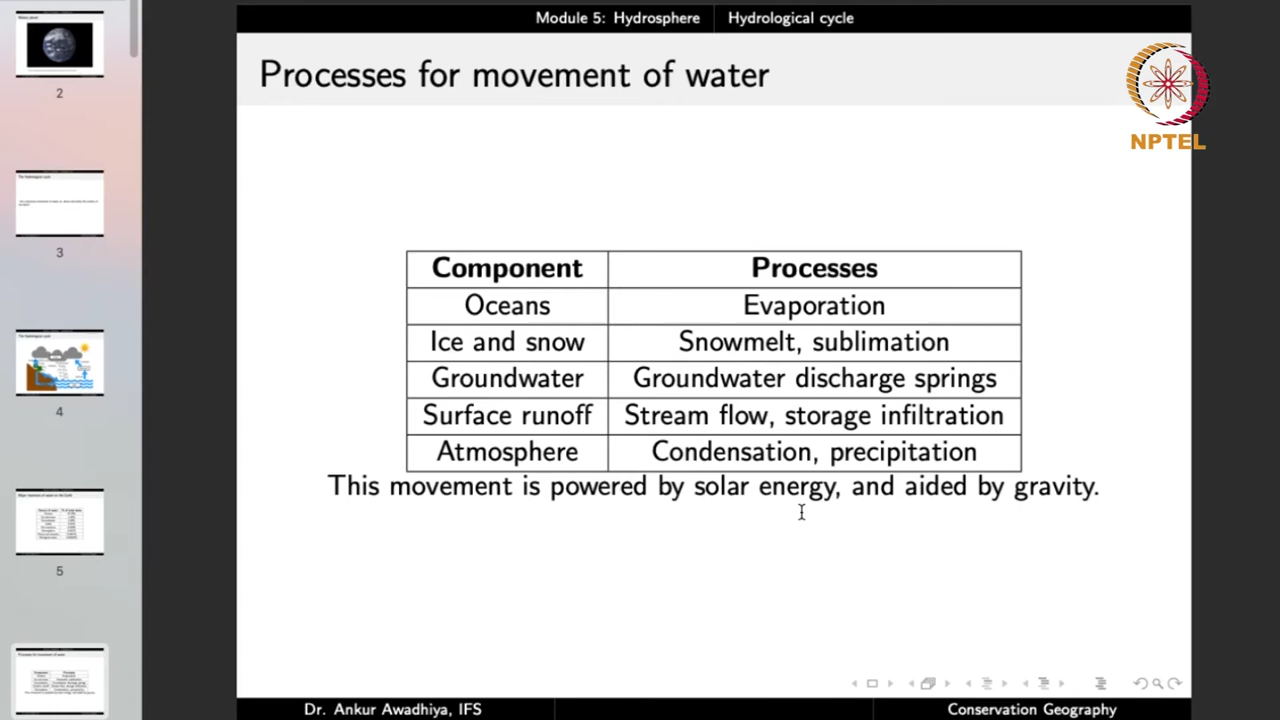 Module 5: Hydrosphere Hydrological cycle
Processes for movement of water
NPTEL
Component Processes
Oceans Evaporation
Ice and snow Snowmelt, sublimation
Groundwater Groundwater discharge springs
Surface runoff Stream flow, storage infiltration
Atmosphere Condensation, precipitation
This movement is powered by solar energy, and aided by gravity.
Dr. Ankur Awadhiya, IFS Conservation Geography
2
3
4
5